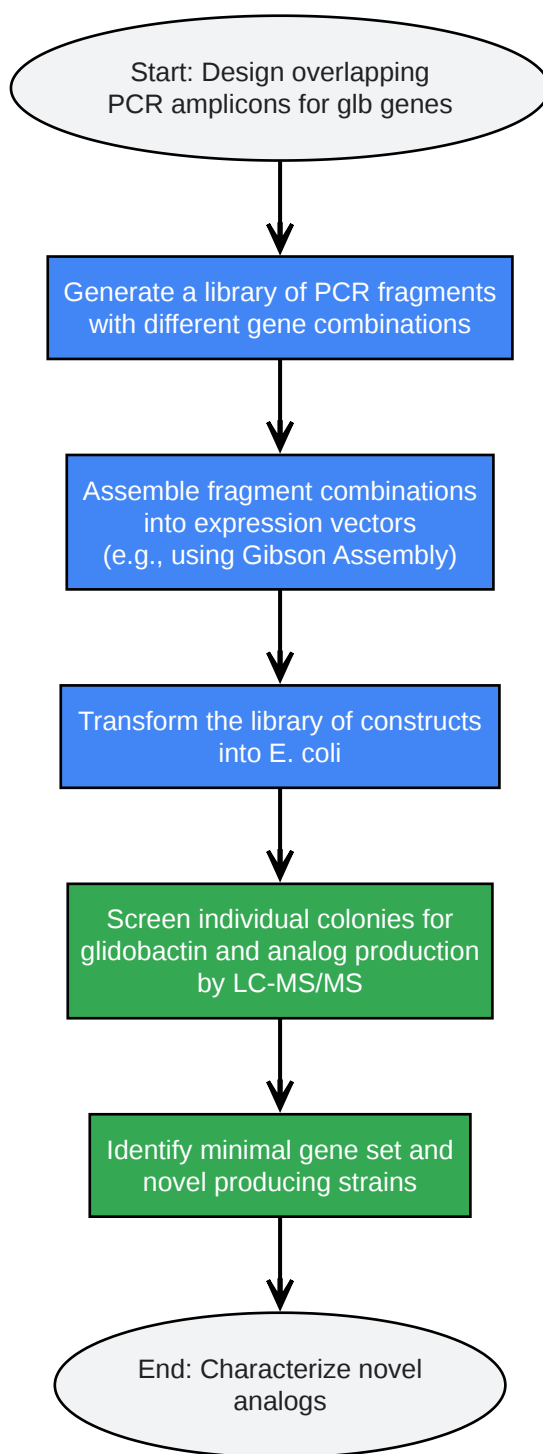 Start: Design overlapping
PCR amplicons for glb genes
Generate a library of PCR fragments
with different gene combinations
Assemble fragment combinations
into expression vectors
(e.g., using Gibson Assembly)
Transform the library of constructs
into E. coli
Screen individual colonies for
glidobactin and analog production
by LC-MS/MS
Identify minimal gene set and
novel producing strains
End: Characterize novel
analogs